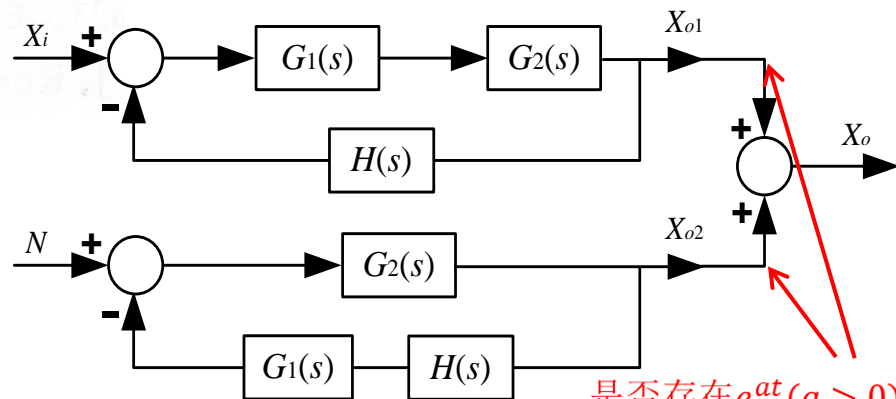 Xi + G1(s) G2(s) Xo1
− H(s) + Xo
N + G2(s) Xo2 +
− G1(s) H(s)
是否存在e^{at}(a > 0)